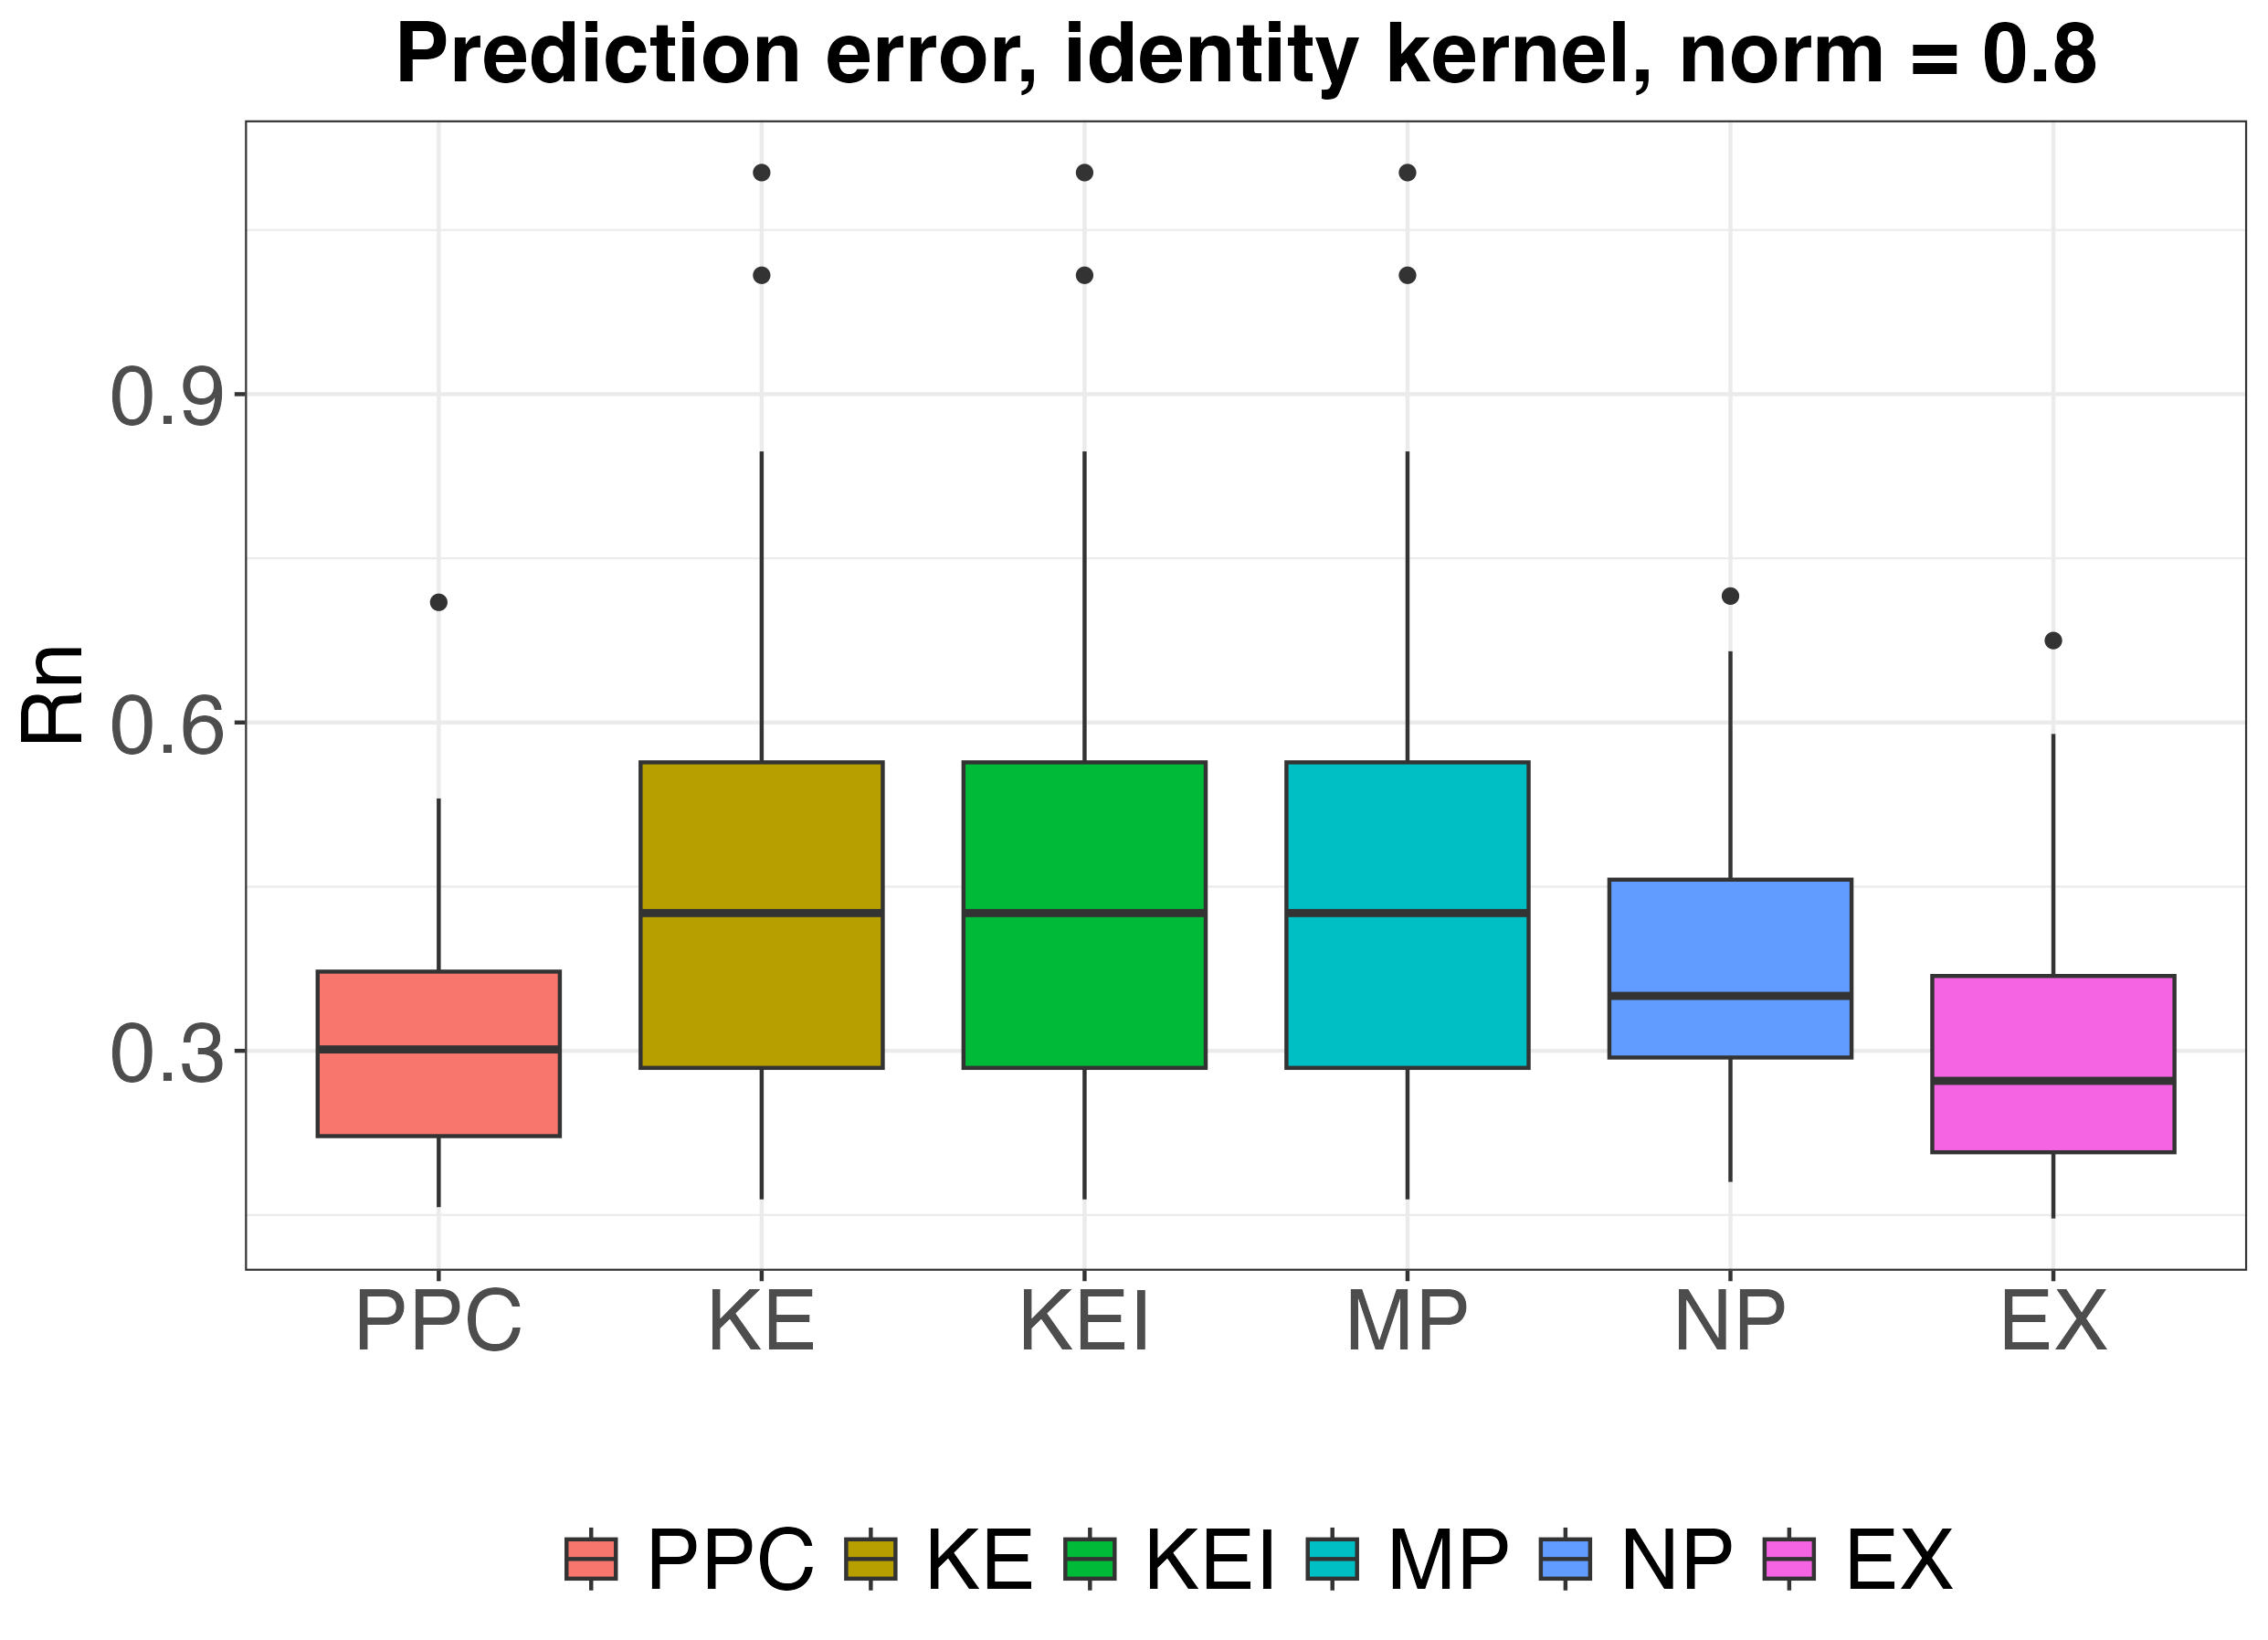 Prediction error, identity kernel, norm = 0.8
Rn
0.9
0.6
0.3
PPC KE KEI MP NP EX
PPC KE KEI MP NP EX